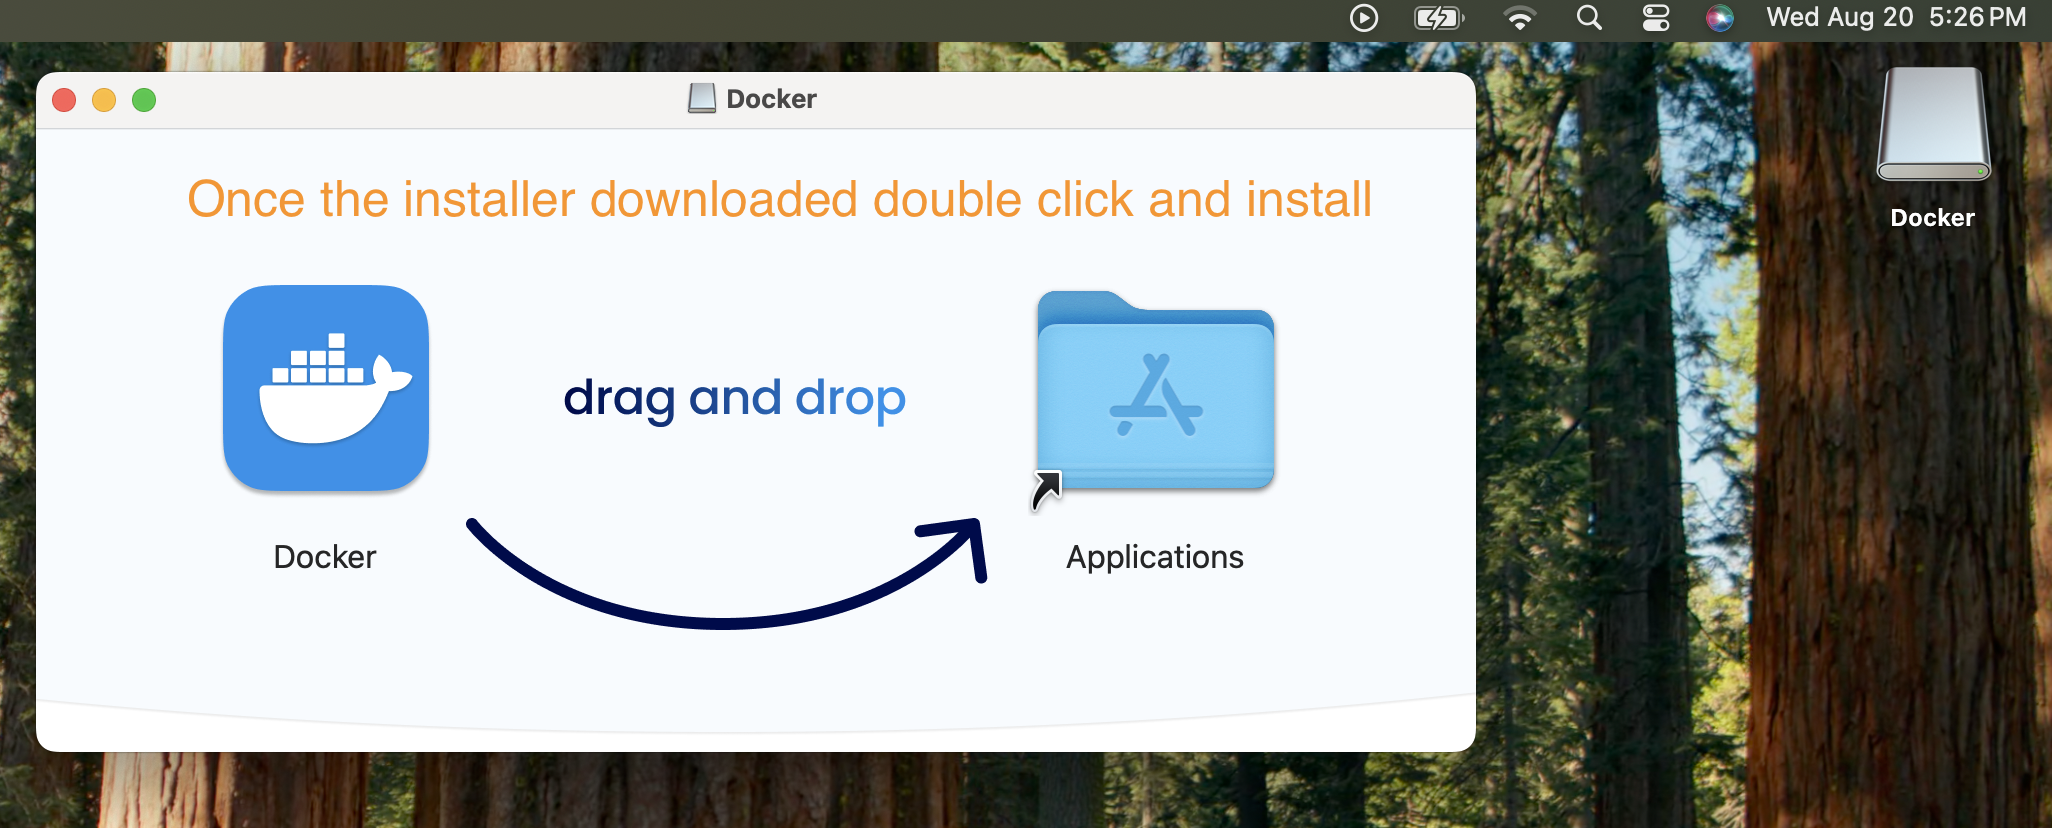 Wed Aug 20 5:26 PM
Docker
Once the installer downloaded double click and install
drag and drop
Docker
Applications
Docker